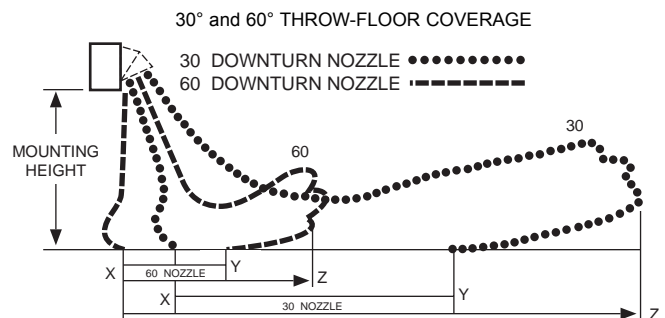 30° and 60° THROW-FLOOR COVERAGE
30 DOWNTURN NOZZLE
60 DOWNTURN NOZZLE
MOUNTING
HEIGHT
60
30
X
60 NOZZLE
Y
Z
X
30 NOZZLE
Y
Z